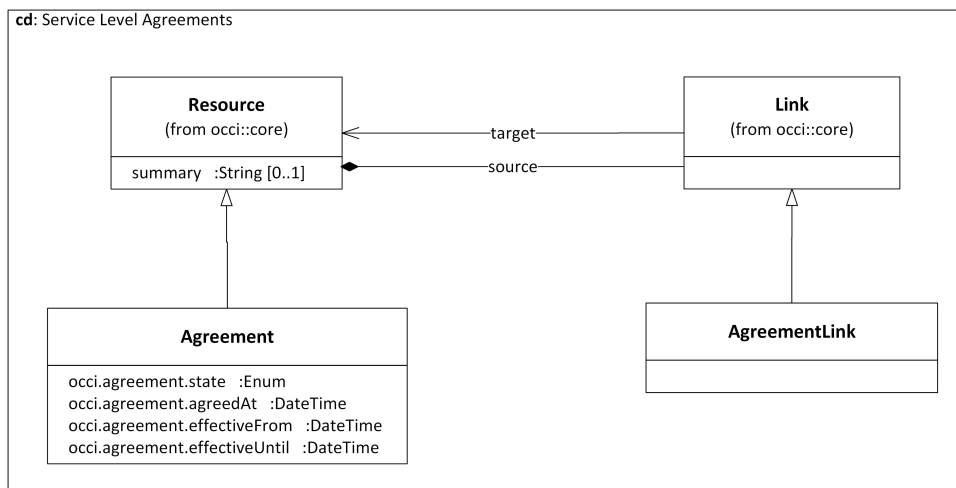 cd: Service Level Agreements
Resource
(from occi::core)
summary :String [0..1]
target
source
Link
(from occi::core)
Agreement
occi.agreement.state :Enum
occi.agreement.agreedAt :DateTime
occi.agreement.effectiveFrom :DateTime
occi.agreement.effectiveUntil :DateTime
AgreementLink